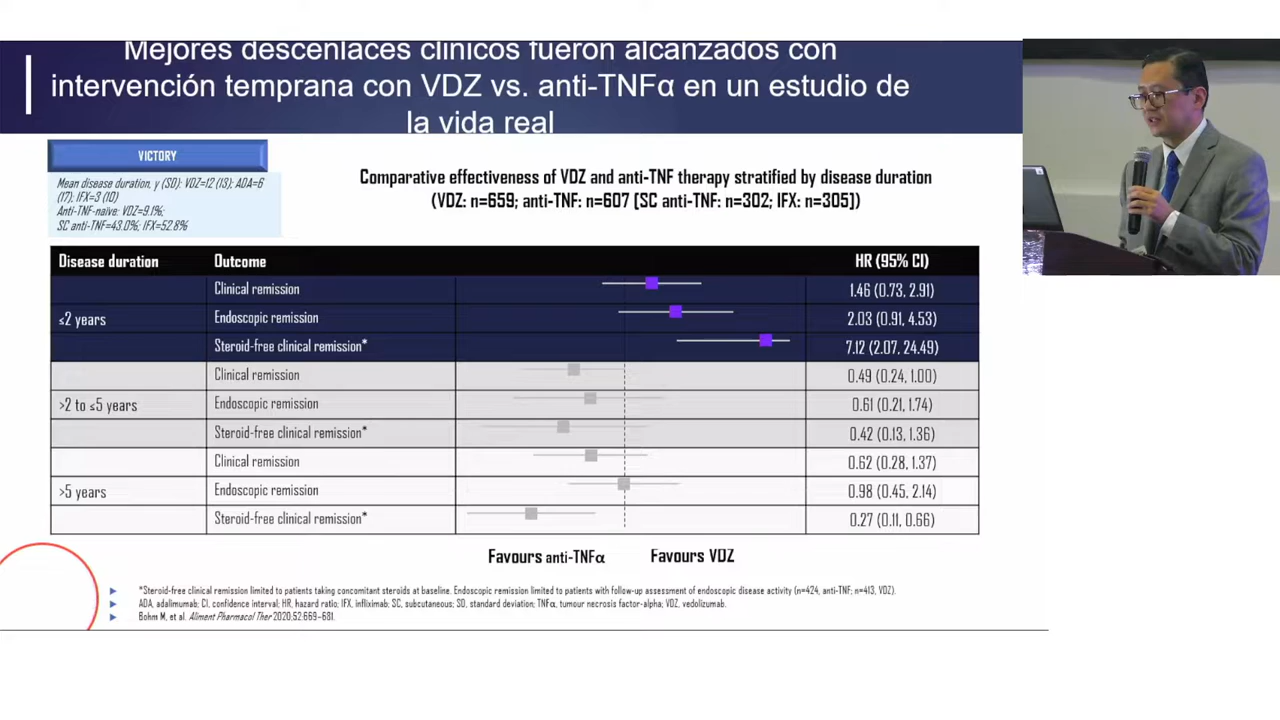 Mejores descenlaces clínicos fueron alcanzados con
intervención temprana con VDZ vs. anti-TNFα en un estudio de
la vida real
VICTORY
Mean disease duration, y (SD): VDZ=12 (13); ADA=6
(17); IFX=3 (10)
Anti-TNF-naive: VDZ=9.1%;
SC anti-TNF=43.0%; IFX=52.8%
Comparative effectiveness of VDZ and anti-TNF therapy stratified by disease duration
(VDZ: n=659; anti-TNF: n=607 [SC anti-TNF: n=302; IFX: n=305])
Disease duration Outcome HR (95% CI)
Clinical remission 1.46 (0.73, 2.91)
≤2 years Endoscopic remission 2.03 (0.91, 4.53)
Steroid-free clinical remission* 7.12 (2.07, 24.49)
Clinical remission 0.49 (0.24, 1.00)
>2 to ≤5 years Endoscopic remission 0.61 (0.21, 1.74)
Steroid-free clinical remission* 0.42 (0.13, 1.36)
Clinical remission 0.62 (0.28, 1.37)
>5 years Endoscopic remission 0.98 (0.45, 2.14)
Steroid-free clinical remission* 0.27 (0.11, 0.66)
Favours anti-TNFα Favours VDZ
*Steroid-free clinical remission limited to patients taking concomitant steroids at baseline. Endoscopic remission limited to patients with follow-up assessment of endoscopic disease activity (n=424, anti-TNF; n=413, VDZ).
ADA, adalimumab; CI, confidence interval; HR, hazard ratio; IFX, infliximab; SC, subcutaneous; SD, standard deviation; TNFα, tumour necrosis factor-alpha; VDZ, vedolizumab.
Bohm M, et al. Aliment Pharmacol Ther 2020;52:669–681.